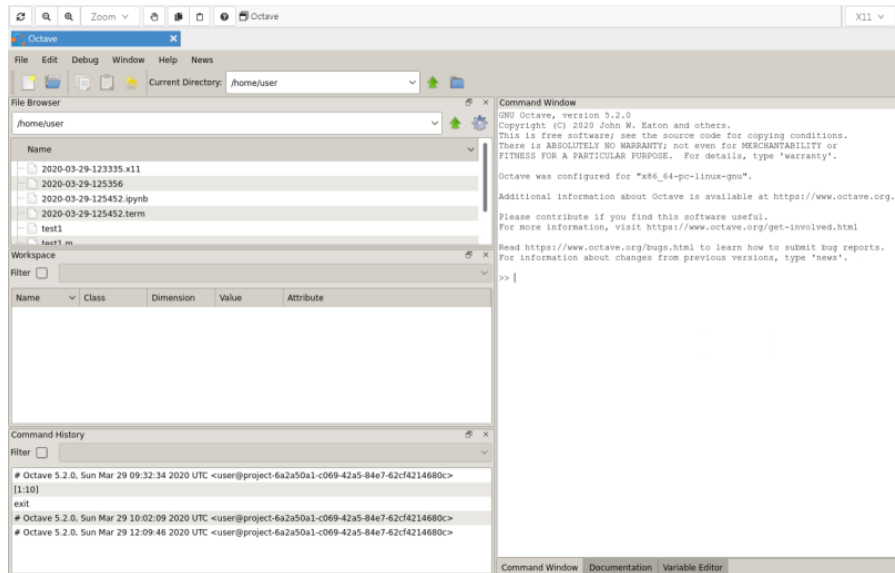 Zoom
Octave
X11
Octave
File Edit Debug Window Help News
Current Directory: /home/user
File Browser
/home/user
Name
2020-03-29-123335.x11
2020-03-29-125356
2020-03-29-125452.ipynb
2020-03-29-125452.term
test1
test1.m
Workspace
Filter
Name Class Dimension Value Attribute
Command History
Filter
# Octave 5.2.0, Sun Mar 29 09:32:34 2020 UTC <user@project-6a2a50a1-c069-42a5-84e7-62cf4214680c>
[1:10]
exit
# Octave 5.2.0, Sun Mar 29 10:02:09 2020 UTC <user@project-6a2a50a1-c069-42a5-84e7-62cf4214680c>
# Octave 5.2.0, Sun Mar 29 12:09:46 2020 UTC <user@project-6a2a50a1-c069-42a5-84e7-62cf4214680c>
Command Window
GNU Octave, version 5.2.0
Copyright (C) 2020 John W. Eaton and others.
This is free software; see the source code for copying conditions.
There is ABSOLUTELY NO WARRANTY; not even for MERCHANTABILITY or
FITNESS FOR A PARTICULAR PURPOSE. For details, type 'warranty'.
Octave was configured for "x86_64-pc-linux-gnu".
Additional information about Octave is available at https://www.octave.org.
Please contribute if you find this software useful.
For more information, visit https://www.octave.org/get-involved.html
Read https://www.octave.org/bugs.html to learn how to submit bug reports.
For information about changes from previous versions, type 'news'.
>>
Command Window Documentation Variable Editor